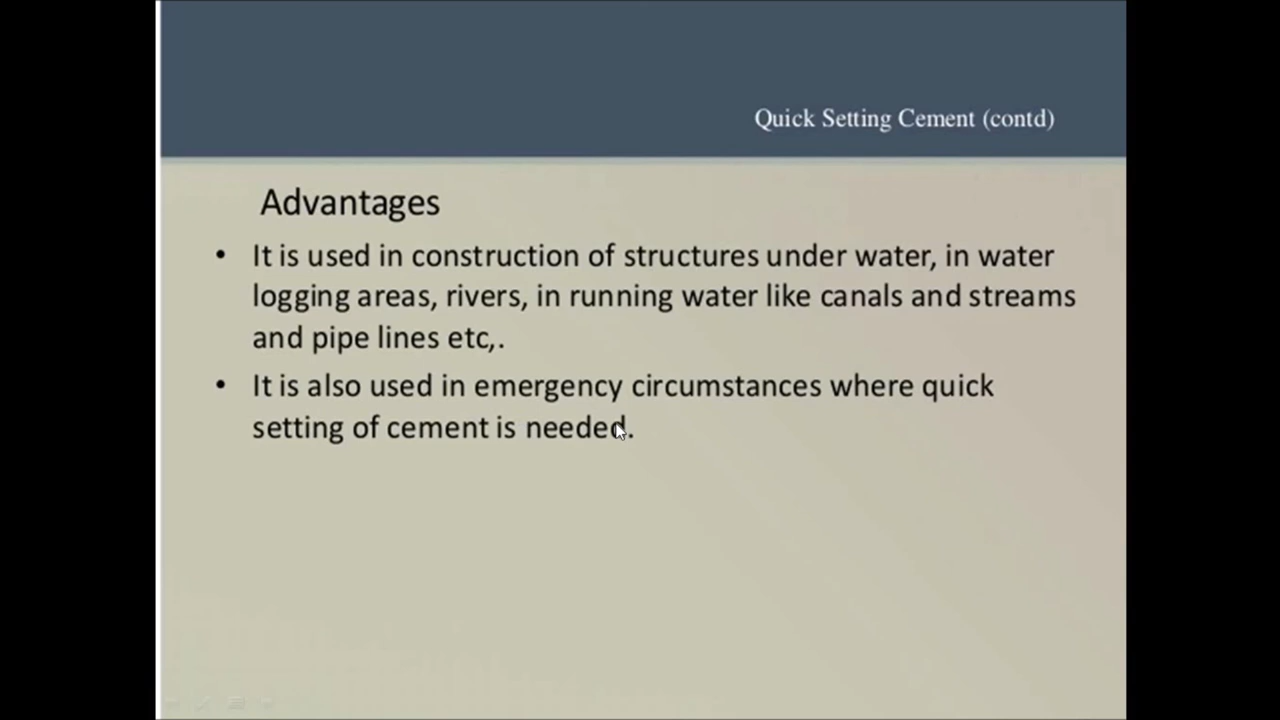 Quick Setting Cement (contd)
Advantages
• It is used in construction of structures under water, in water
logging areas, rivers, in running water like canals and streams
and pipe lines etc,.
• It is also used in emergency circumstances where quick
setting of cement is needed.